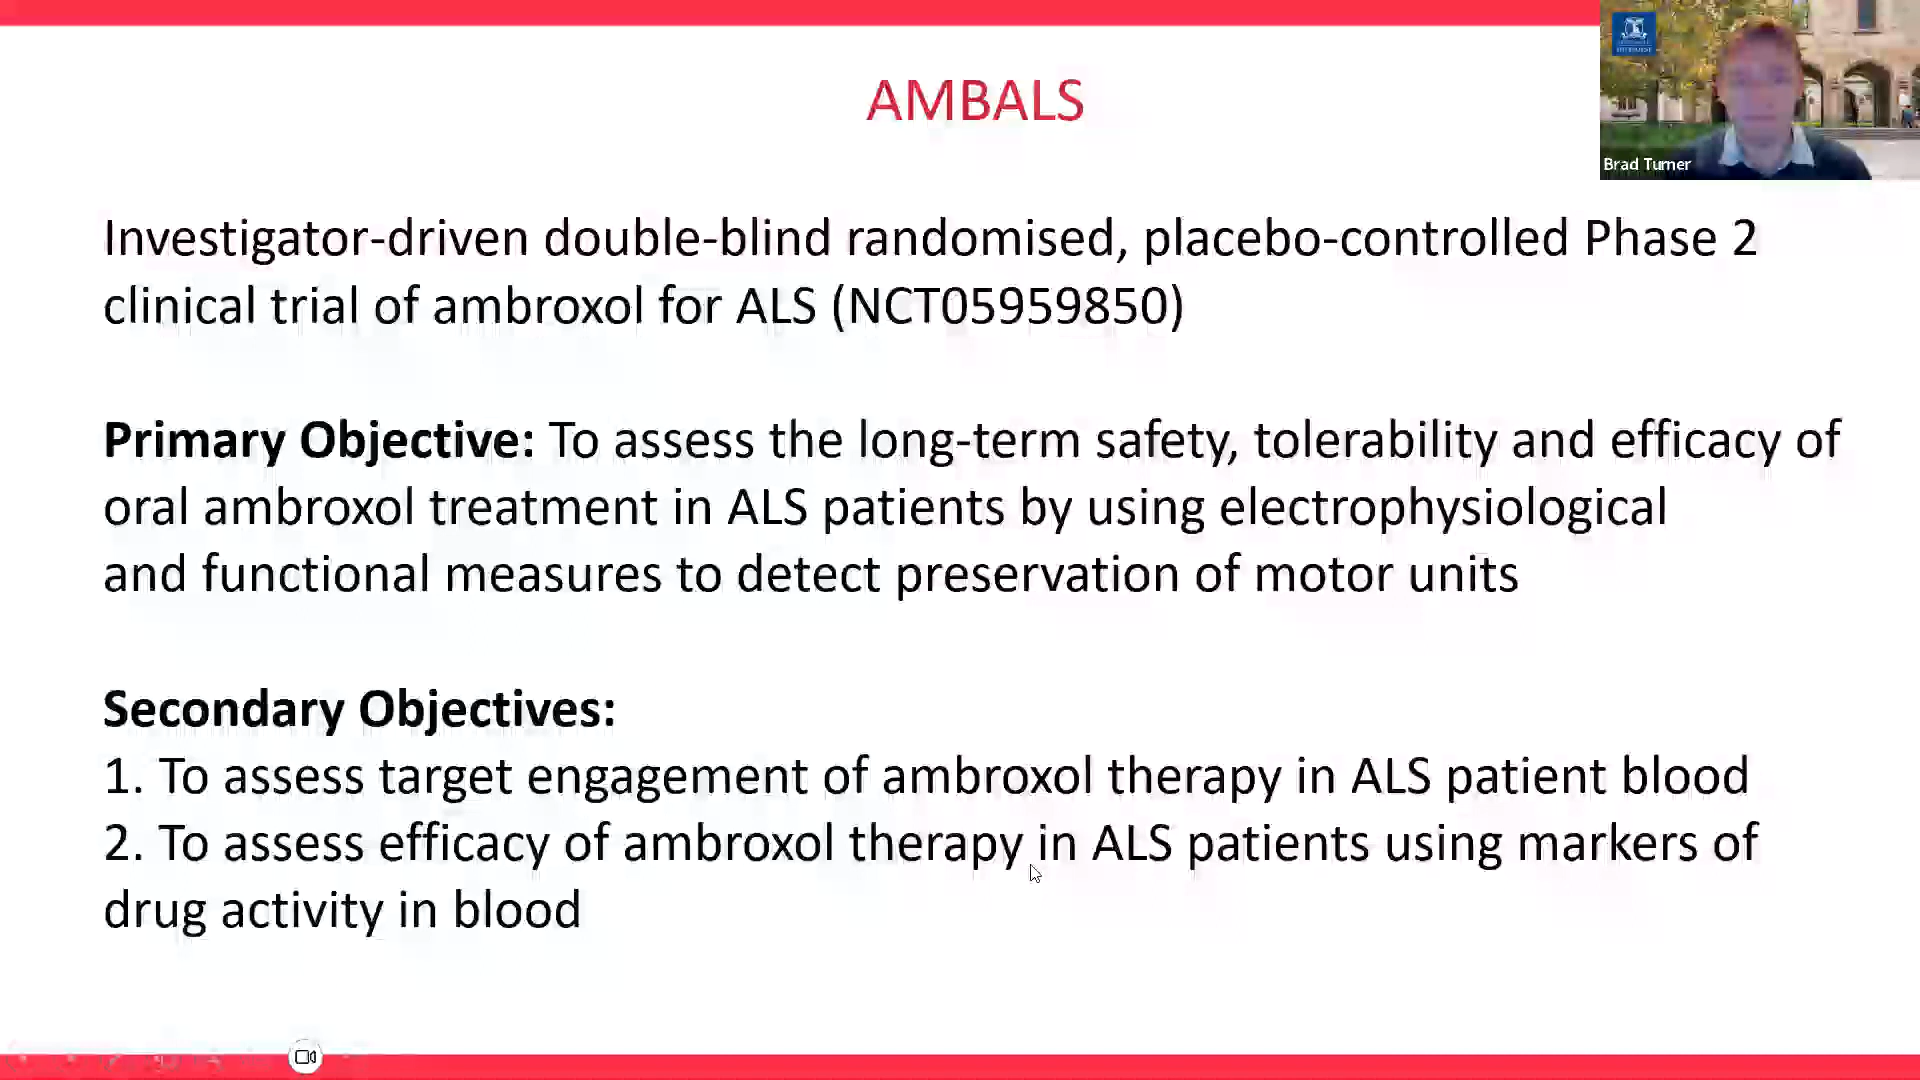 AMBALS
Brad Turner
Investigator-driven double-blind randomised, placebo-controlled Phase 2
clinical trial of ambroxol for ALS (NCT05959850)
Primary Objective: To assess the long-term safety, tolerability and efficacy of
oral ambroxol treatment in ALS patients by using electrophysiological
and functional measures to detect preservation of motor units
Secondary Objectives:
1. To assess target engagement of ambroxol therapy in ALS patient blood
2. To assess efficacy of ambroxol therapy in ALS patients using markers of
drug activity in blood